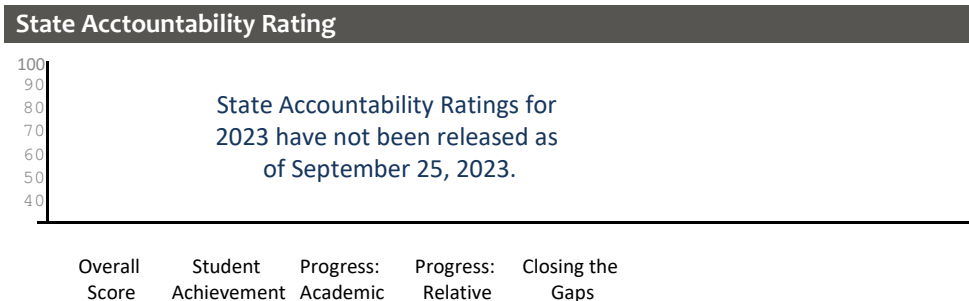 State Acctountability Rating
100
90
80
70
60
50
40
State Accountability Ratings for
2023 have not been released as
of September 25, 2023.
Overall Student Progress: Progress: Closing the
Score Achievement Academic Relative Gaps